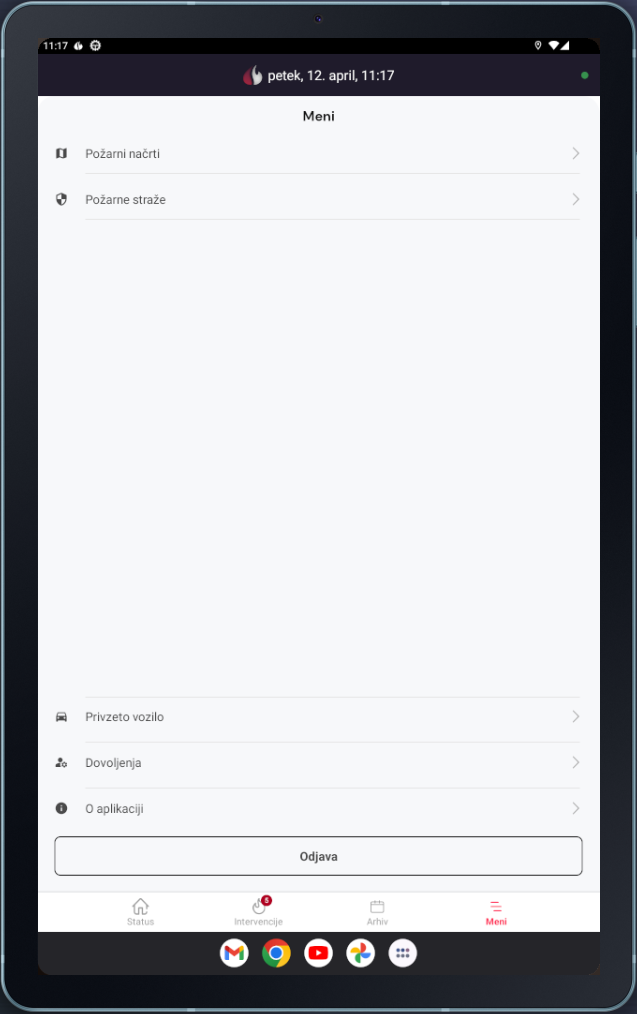 11:17
petek, 12. april, 11:17
Meni
Požarni načrti
Požarne straže
Privzeto vozilo
Dovoljenja
O aplikaciji
Odjava
5
Status
Intervencije
Arhiv
Meni